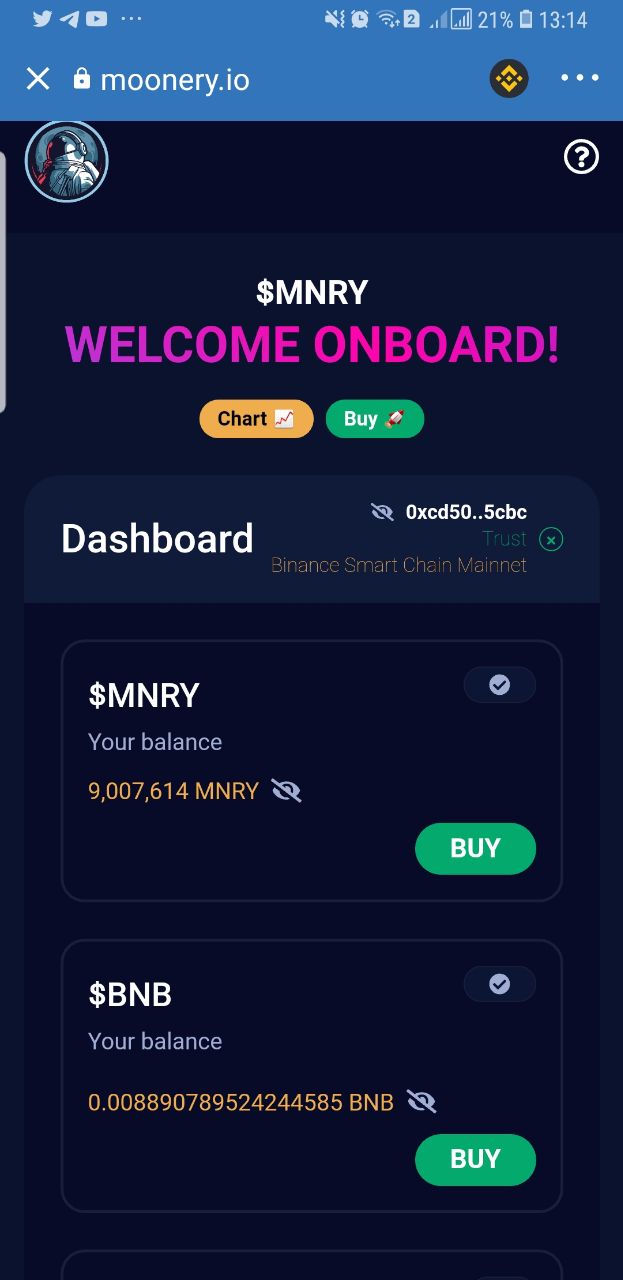 21% 13:14
moonery.io
$MNRY
WELCOME ONBOARD!
Chart Buy
Dashboard
0xcd50..5cbc
Trust
Binance Smart Chain Mainnet
$MNRY
Your balance
9,007,614 MNRY
BUY
$BNB
Your balance
0.008890789524244585 BNB
BUY